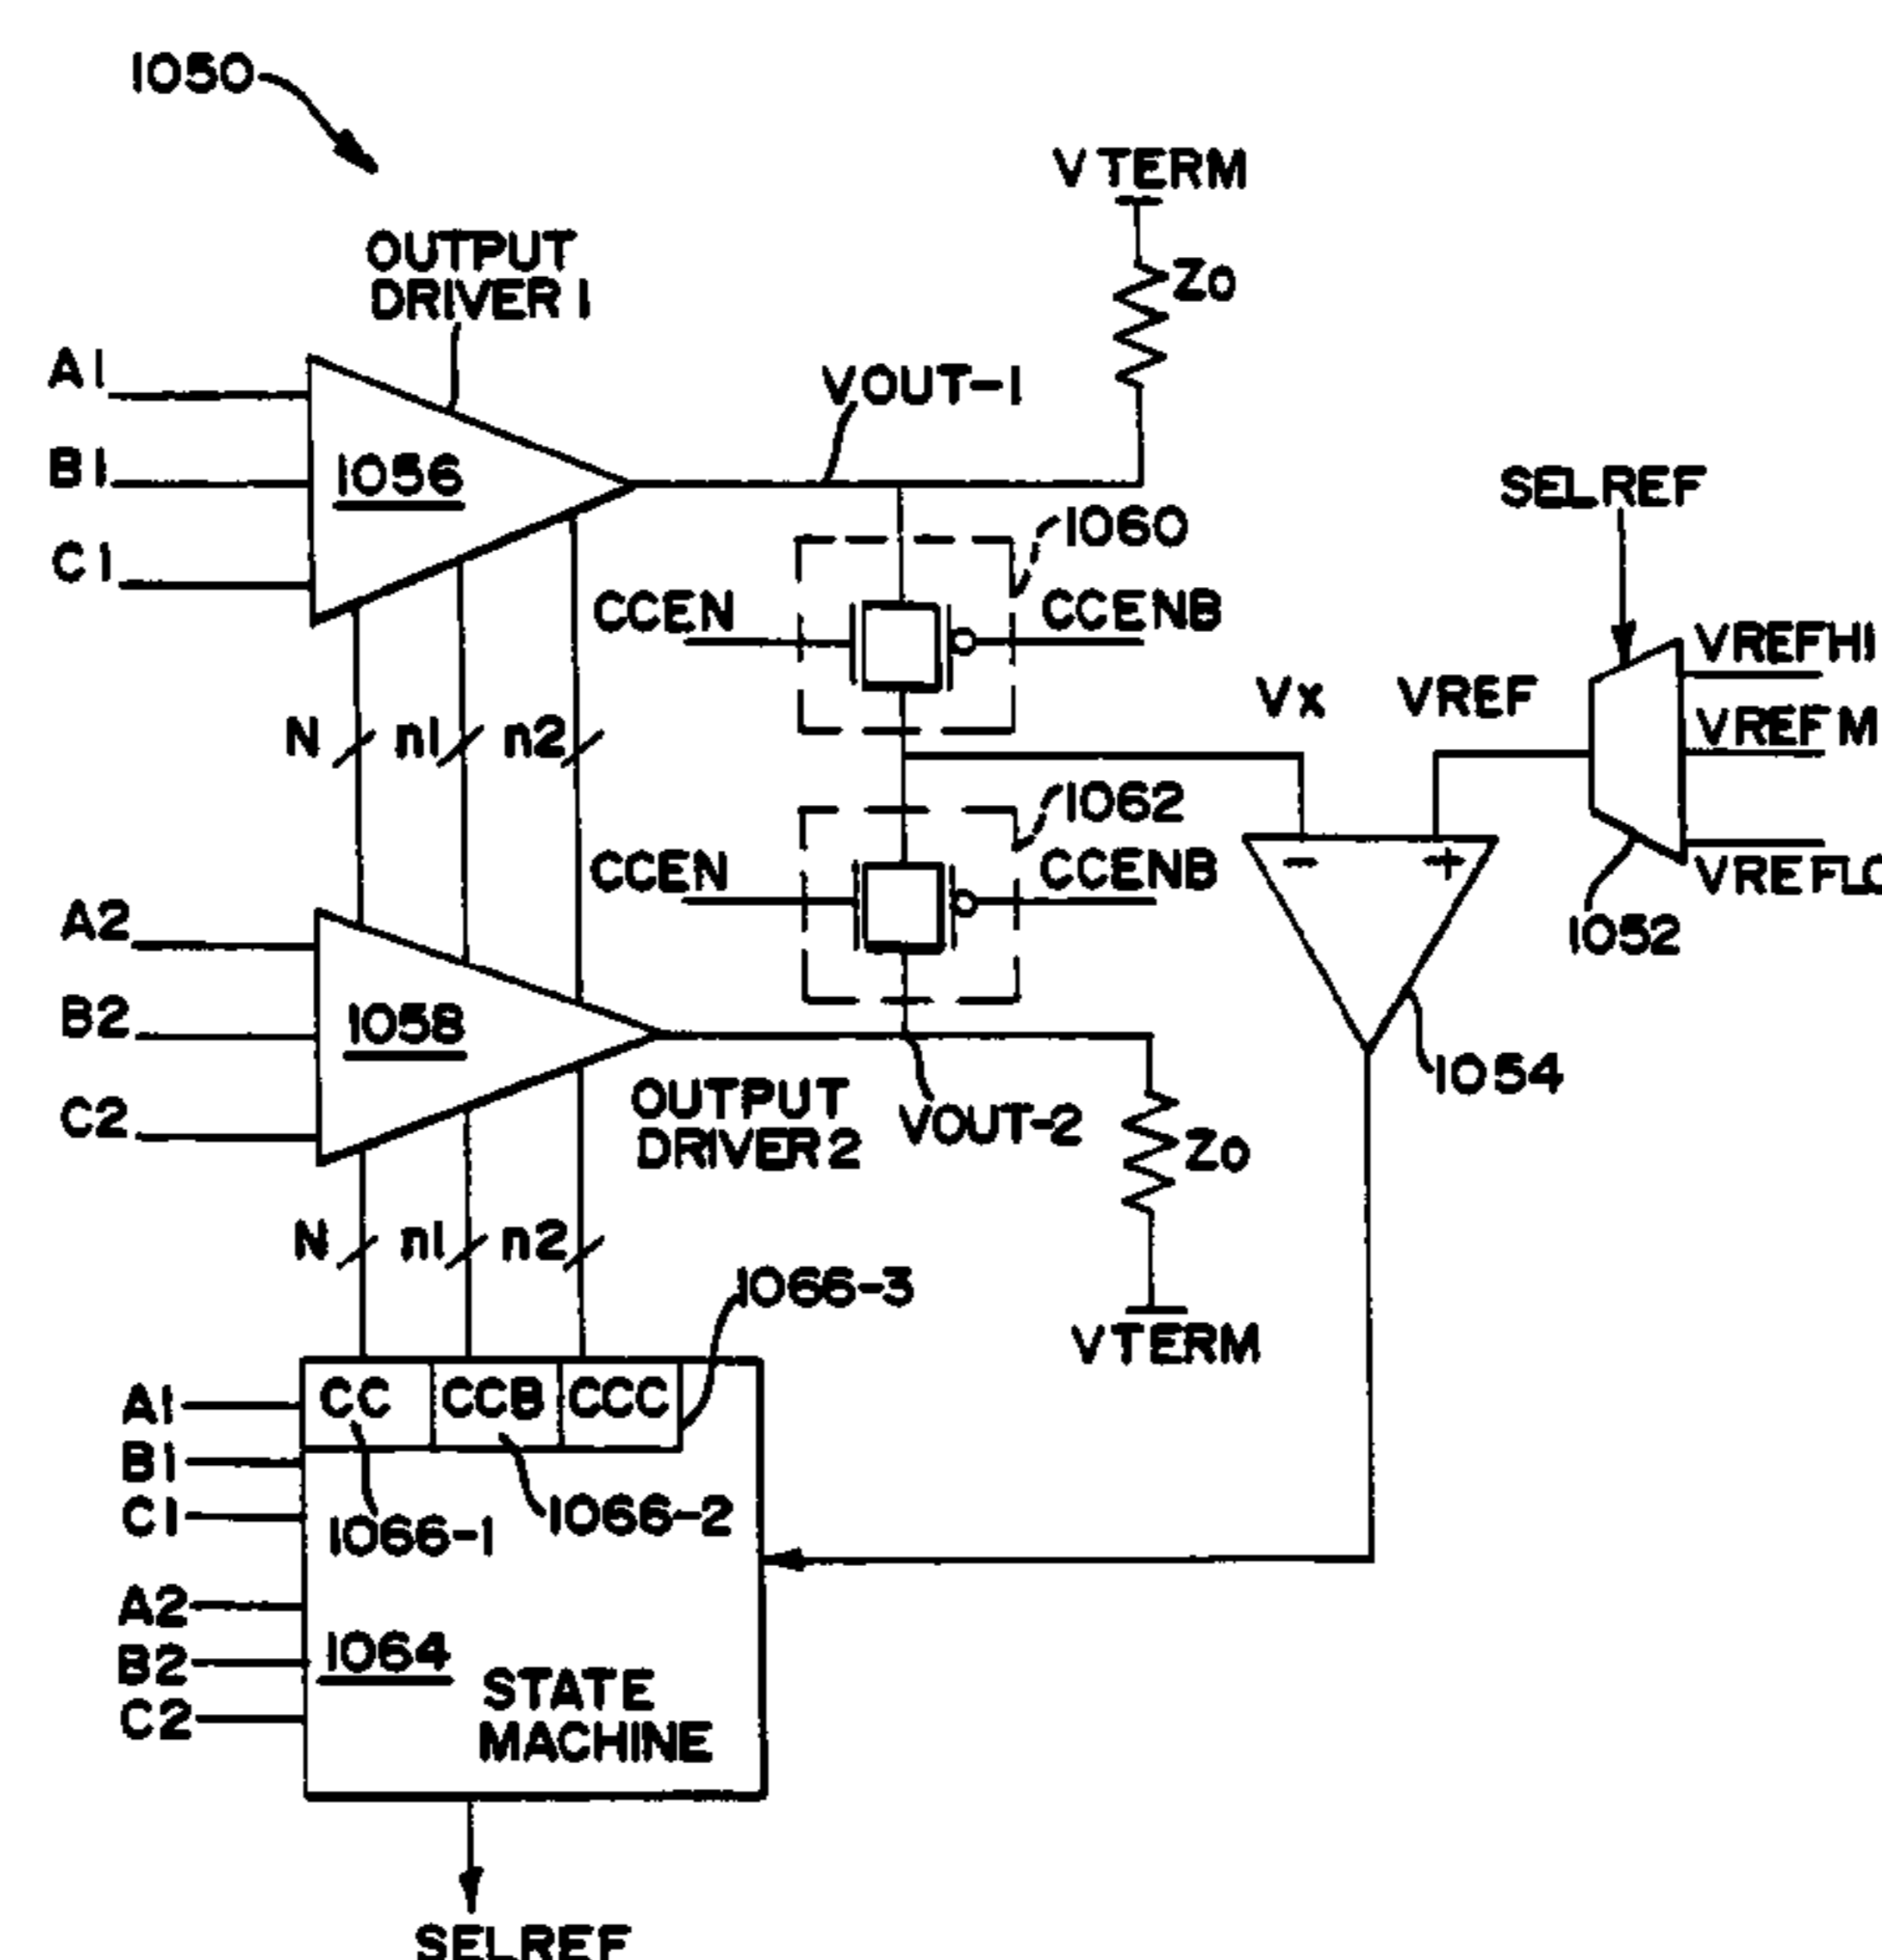 1050
VTERM
OUTPUT
DRIVER 1
Zo
A1
VOUT-1
B1
1056
SELREF
1060
C1
CCEN
CCENB
VREFHI
N
n1
n2
Vx
VREF
VREFM
1062
CCEN
CCENB
VREFLO
-
+
A2
1052
B2
1058
1054
C2
OUTPUT
DRIVER 2
VOUT-2
Zo
N
n1
n2
1066-3
VTERM
A1
CC
CCB
CCC
B1
C1
1066-1
1066-2
A2
B2
1064
STATE
MACHINE
C2
SELREF